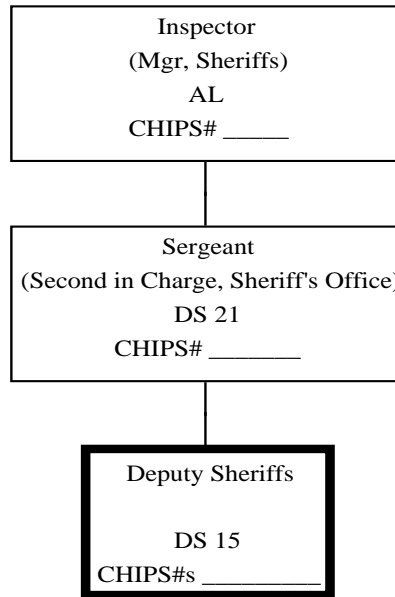 Inspector
(Mgr, Sheriffs)
AL
CHIPS# _____
Sergeant
(Second in Charge, Sheriff's Office)
DS 21
CHIPS# _______
Deputy Sheriffs
DS 15
CHIPS#s _________